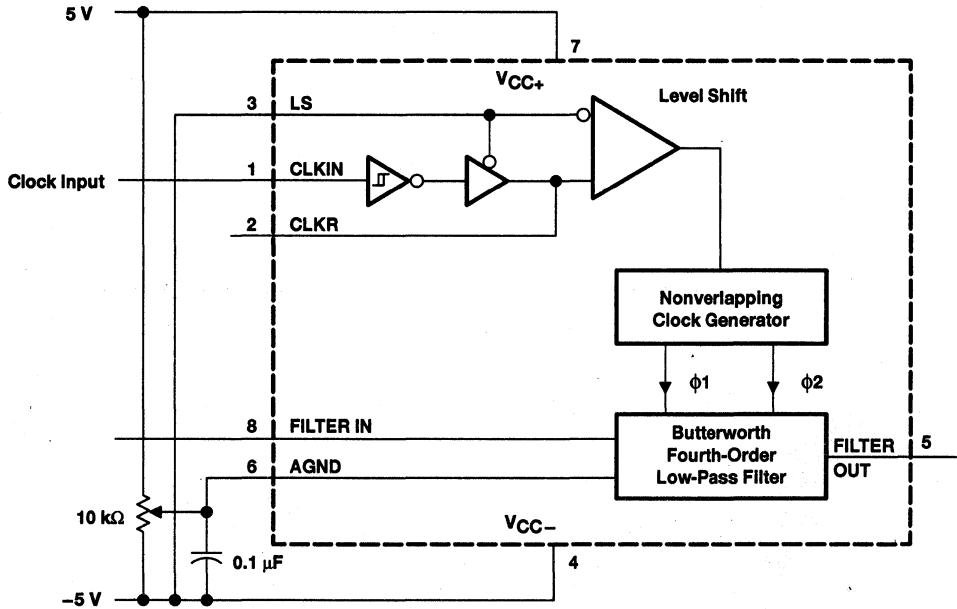 5 V
7
VCC+
3 LS
Level Shift
Clock Input
1 CLKIN
2 CLKR
Nonverlapping
Clock Generator
ϕ1 ϕ2
8 FILTER IN
Butterworth
Fourth-Order
Low-Pass Filter
FILTER
OUT
5
6 AGND
10 kΩ
VCC−
0.1 µF
4
−5 V